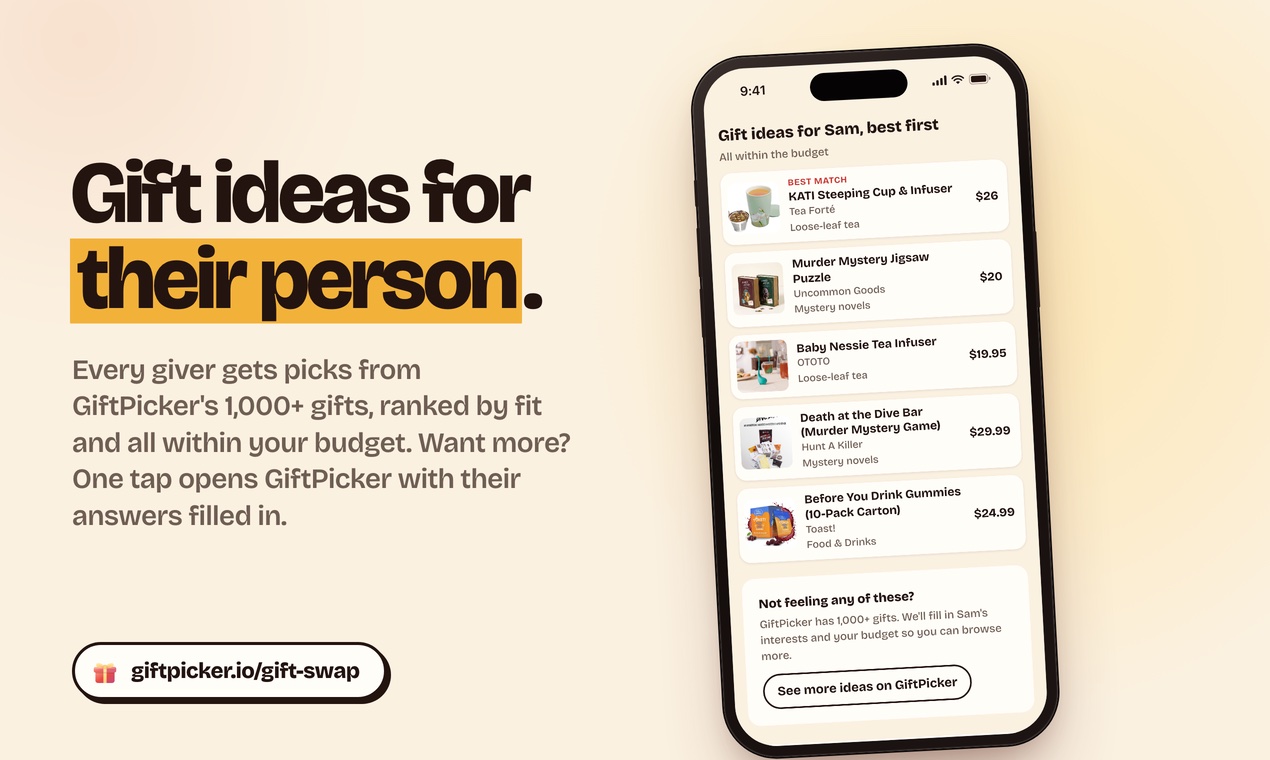 Gift ideas for
their person.
Every giver gets picks from
GiftPicker's 1,000+ gifts, ranked by fit
and all within your budget. Want more?
One tap opens GiftPicker with their
answers filled in.
giftpicker.io/gift-swap
9:41
Gift ideas for Sam, best first
All within the budget
BEST MATCH
KATI Steeping Cup & Infuser
Tea Forté
Loose-leaf tea
$26
Murder Mystery Jigsaw
Puzzle
Uncommon Goods
Mystery novels
$20
Baby Nessie Tea Infuser
OTOTO
Loose-leaf tea
$19.95
Death at the Dive Bar
(Murder Mystery Game)
Hunt A Killer
Mystery novels
$29.99
Before You Drink Gummies
(10-Pack Carton)
Toast!
Food & Drinks
$24.99
Not feeling any of these?
GiftPicker has 1,000+ gifts. We'll fill in Sam's
interests and your budget so you can browse
more.
See more ideas on GiftPicker